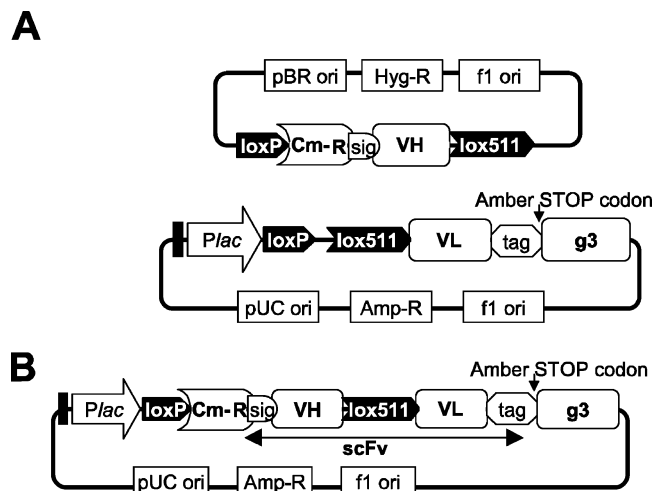 A
pBR ori Hyg-R f1 ori
loxP Cm-R sig VH lox511
Amber STOP codon
Plac loxP lox511 VL tag g3
pUC ori Amp-R f1 ori
B
Amber STOP codon
Plac loxP Cm-R sig VH lox511 VL tag g3
scFv
pUC ori Amp-R f1 ori